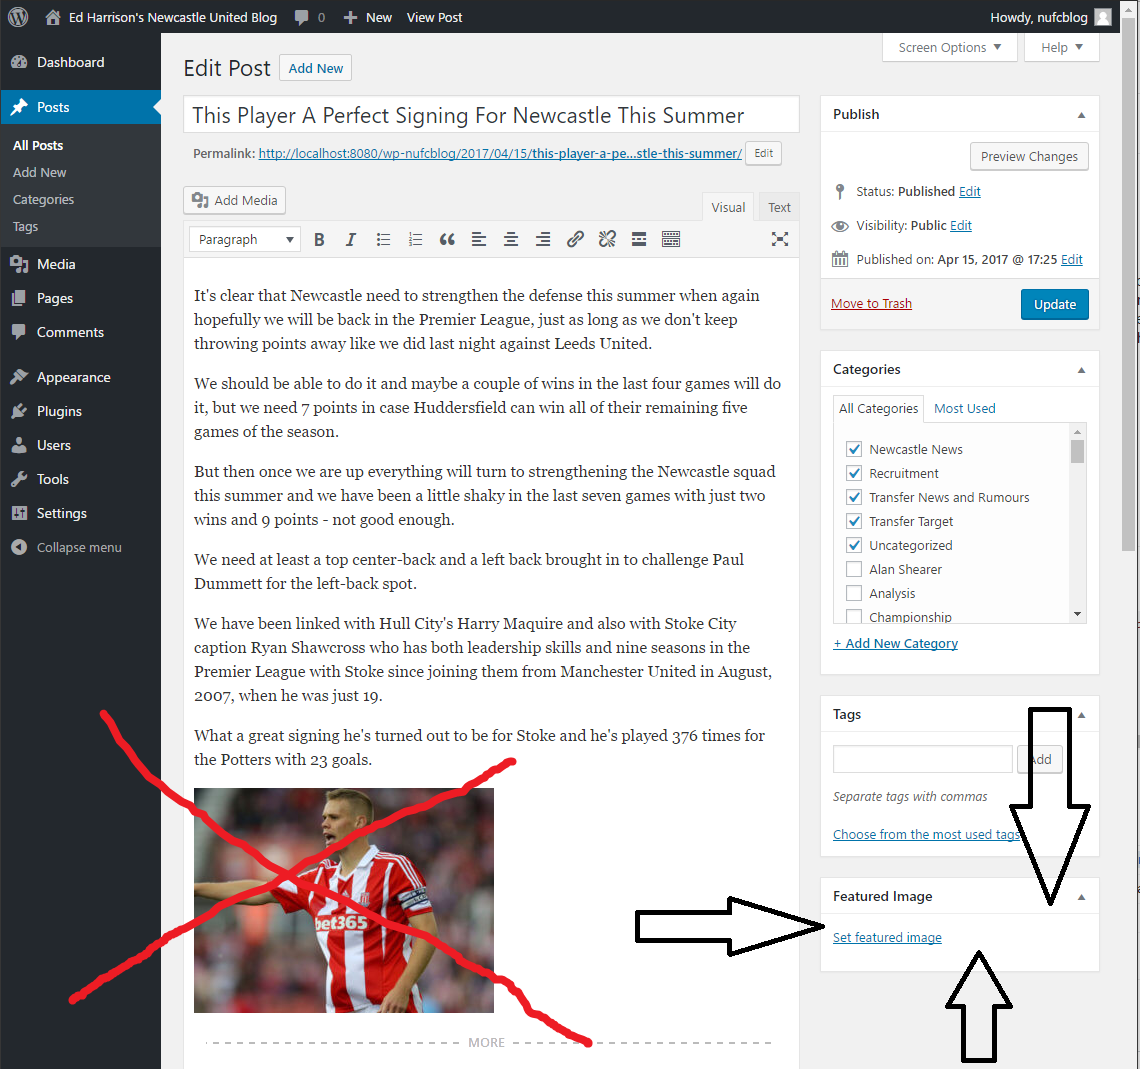 Ed Harrison's Newcastle United Blog 0 New View Post Howdy, nufcblog
Dashboard
Posts
All Posts
Add New
Categories
Tags
Media
Pages
Comments
Appearance
Plugins
Users
Tools
Settings
Collapse menu
Screen Options Help
Edit Post Add New
This Player A Perfect Signing For Newcastle This Summer
Permalink: http://localhost:8080/wp-nufcblog/2017/04/15/this-player-a-pe…stle-this-summer/ Edit
Add Media
Visual Text
Paragraph B I
It's clear that Newcastle need to strengthen the defense this summer when again
hopefully we will be back in the Premier League, just as long as we don't keep
throwing points away like we did last night against Leeds United.
We should be able to do it and maybe a couple of wins in the last four games will do
it, but we need 7 points in case Huddersfield can win all of their remaining five
games of the season.
But then once we are up everything will turn to strengthening the Newcastle squad
this summer and we have been a little shaky in the last seven games with just two
wins and 9 points - not good enough.
We need at least a top center-back and a left back brought in to challenge Paul
Dummett for the left-back spot.
We have been linked with Hull City's Harry Maquire and also with Stoke City
caption Ryan Shawcross who has both leadership skills and nine seasons in the
Premier League with Stoke since joining them from Manchester United in August,
2007, when he was just 19.
What a great signing he's turned out to be for Stoke and he's played 376 times for
the Potters with 23 goals.
bet365
MORE
Publish
Preview Changes
Status: Published Edit
Visibility: Public Edit
Published on: Apr 15, 2017 @ 17:25 Edit
Move to Trash Update
Categories
All Categories Most Used
Newcastle News
Recruitment
Transfer News and Rumours
Transfer Target
Uncategorized
Alan Shearer
Analysis
Championship
+ Add New Category
Tags
Add
Separate tags with commas
Choose from the most used tags
Featured Image
Set featured image